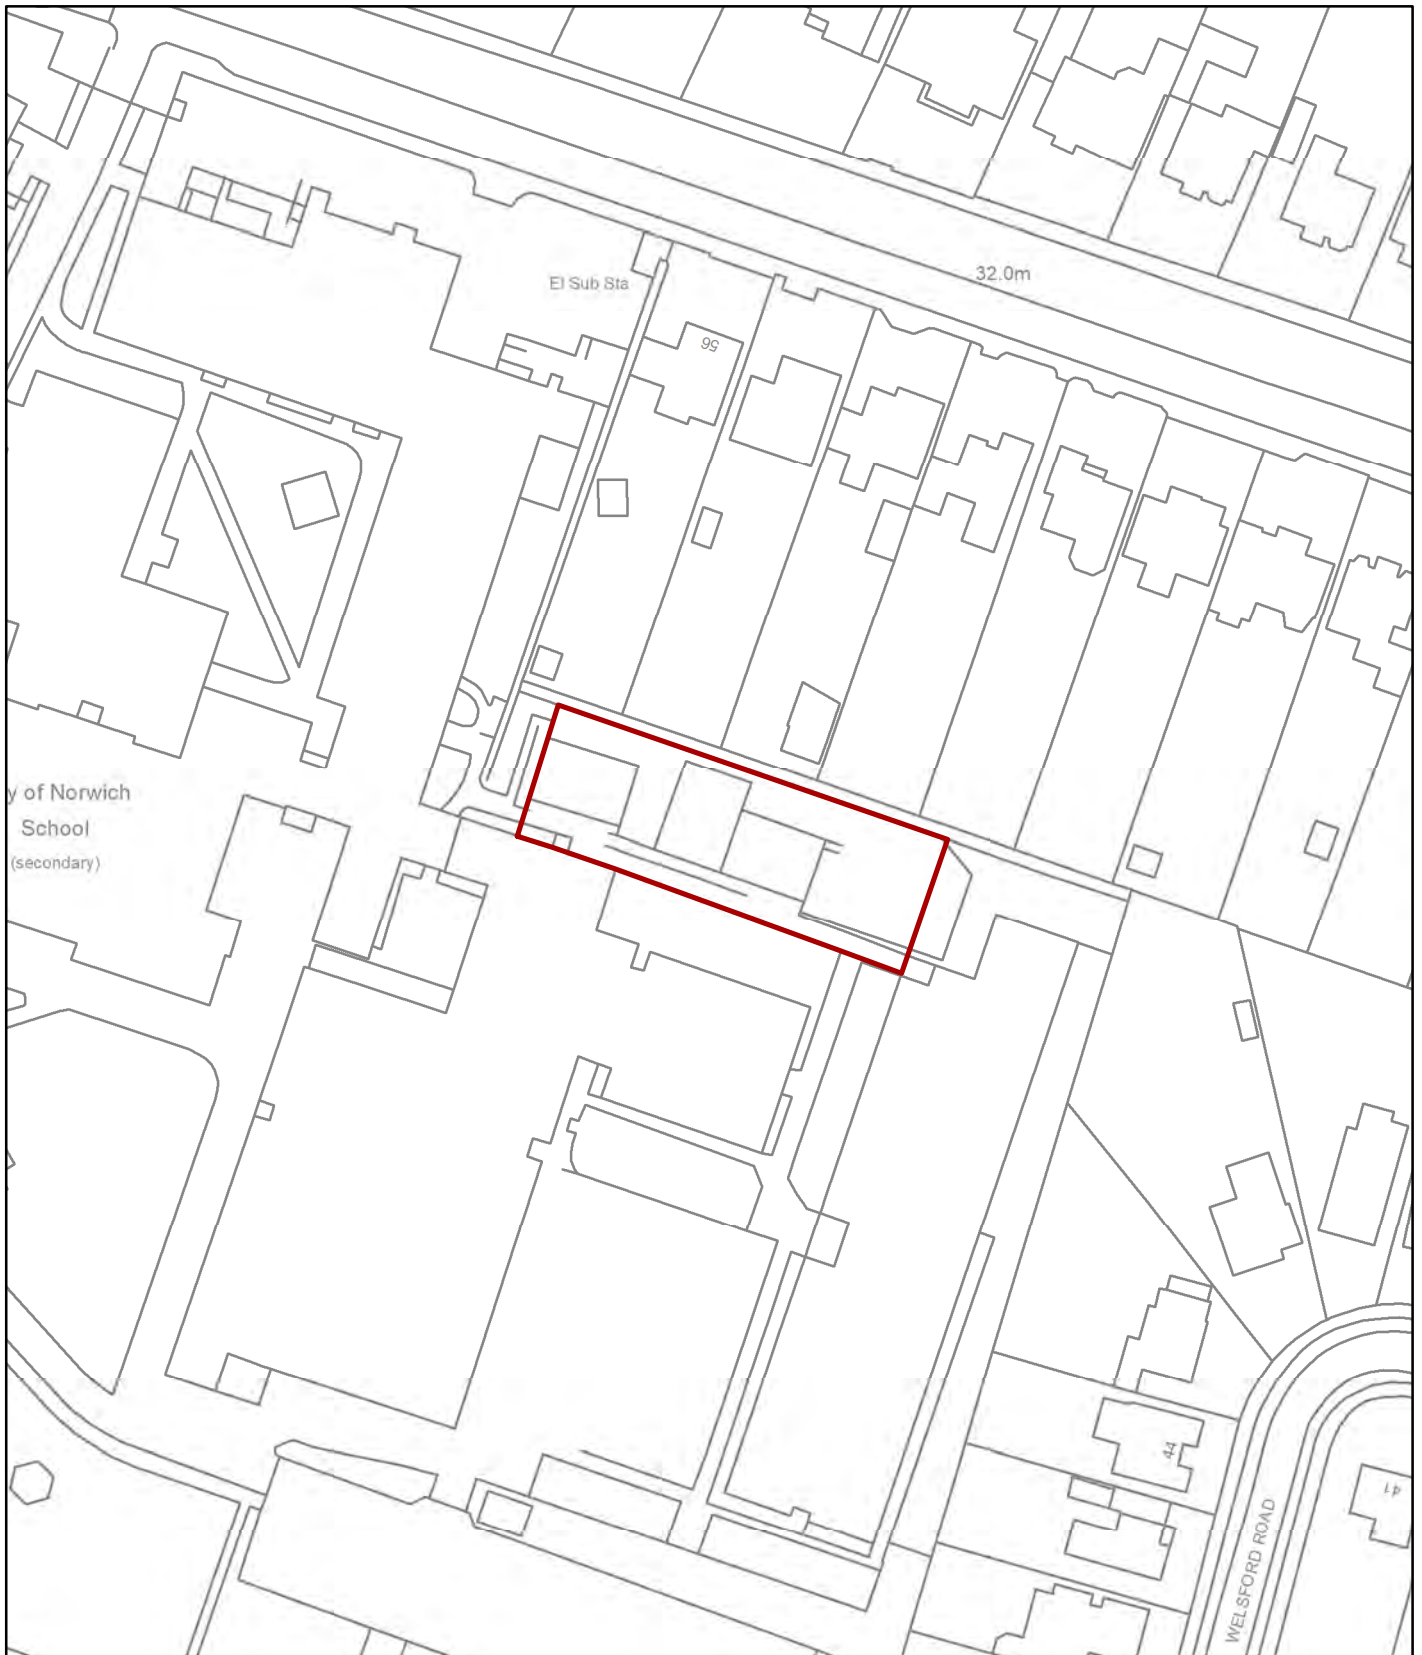 32.0m
El Sub Sta
56
y of Norwich
School
(secondary)
44
41
WELSFORD ROAD